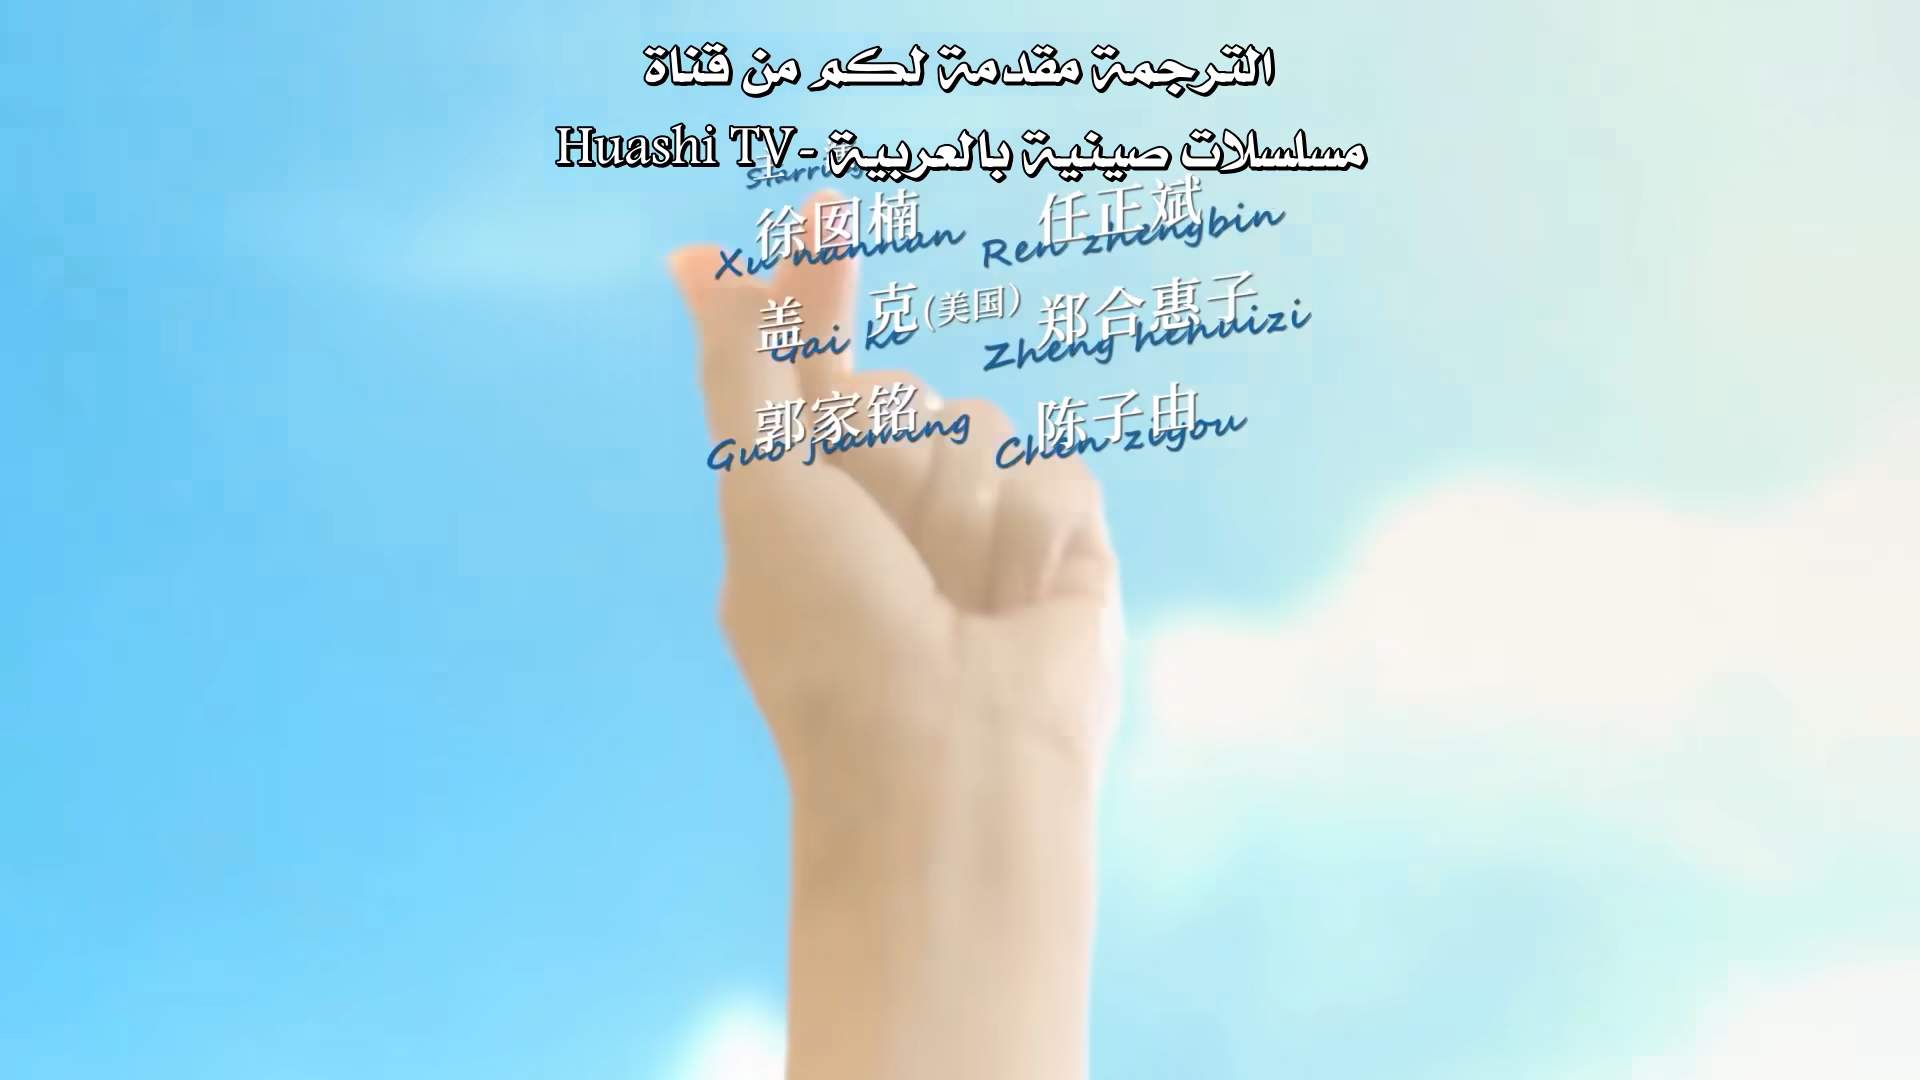 الترجمة مقدمة لكم من قناة
مسلسلات صينية بالعربية - Huashi TV
Starring
徐囡楠 任正斌
Xu nannan Ren zhengbin
盖 克(美国) 郑合惠子
Gai ke Zheng hehuizi
郭家铭 陈子由
Guo jiaming Chen ziyou